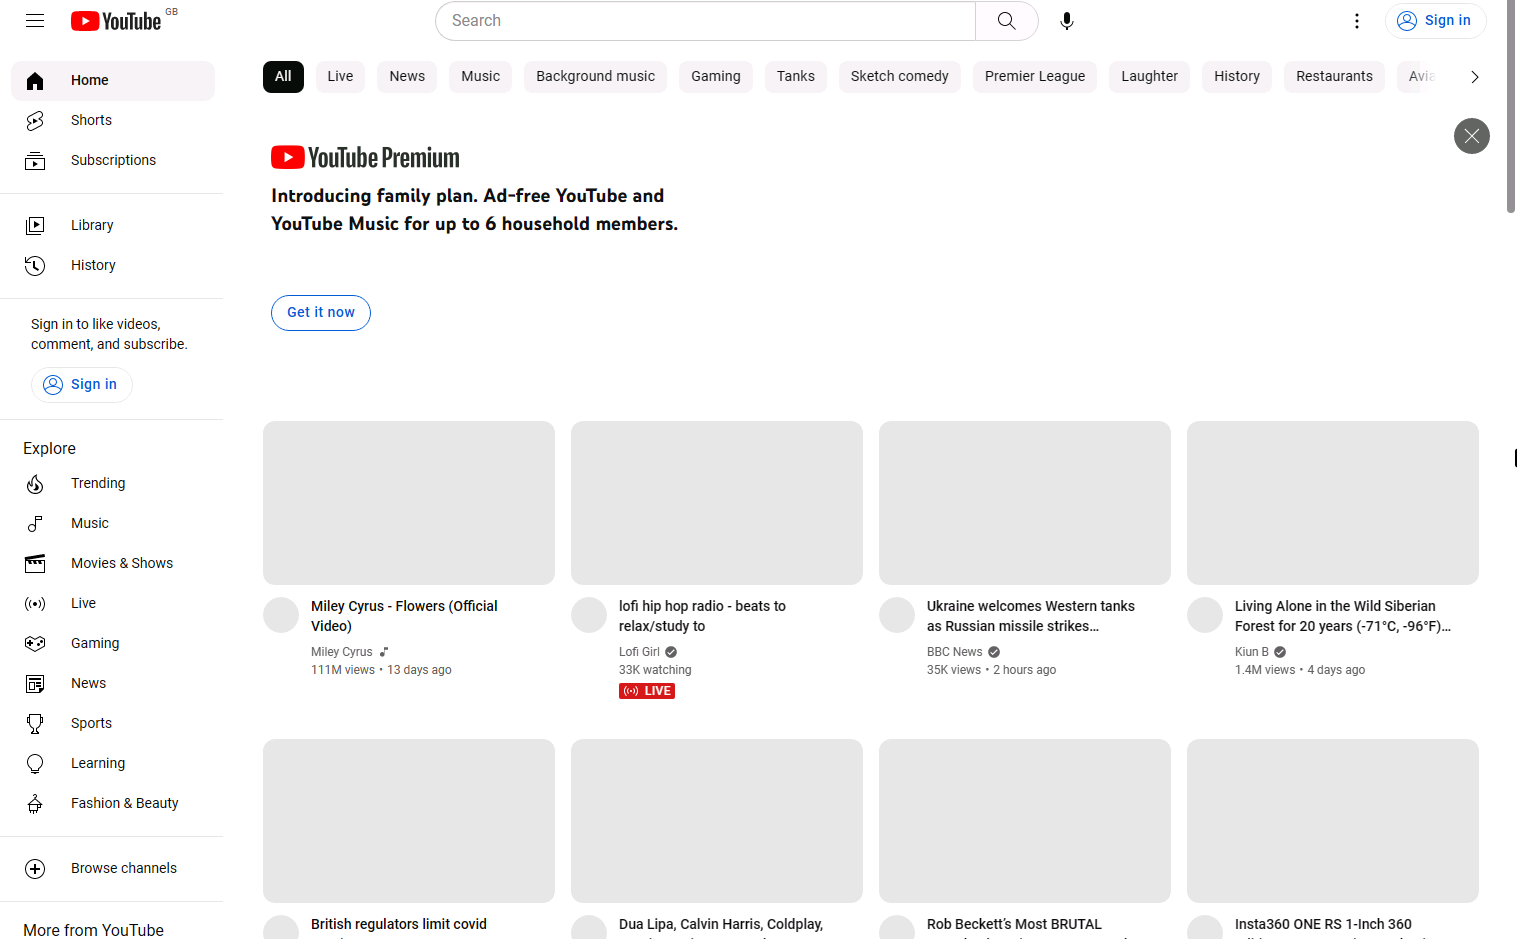 YouTube GB
Search
Sign in
Home
Shorts
Subscriptions
Library
History
Sign in to like videos,
comment, and subscribe.
Sign in
Explore
Trending
Music
Movies & Shows
Live
Gaming
News
Sports
Learning
Fashion & Beauty
Browse channels
More from YouTube
All Live News Music Background music Gaming Tanks Sketch comedy Premier League Laughter History Restaurants
YouTube Premium
Introducing family plan. Ad-free YouTube and
YouTube Music for up to 6 household members.
Get it now
Miley Cyrus - Flowers (Official
Video)
Miley Cyrus
111M views • 13 days ago
lofi hip hop radio - beats to
relax/study to
Lofi Girl
33K watching
LIVE
Ukraine welcomes Western tanks
as Russian missile strikes…
BBC News
35K views • 2 hours ago
Living Alone in the Wild Siberian
Forest for 20 years (-71°C, -96°F)…
Kiun B
1.4M views • 4 days ago
British regulators limit covid
Dua Lipa, Calvin Harris, Coldplay,
Rob Beckett’s Most BRUTAL
Insta360 ONE RS 1-Inch 360